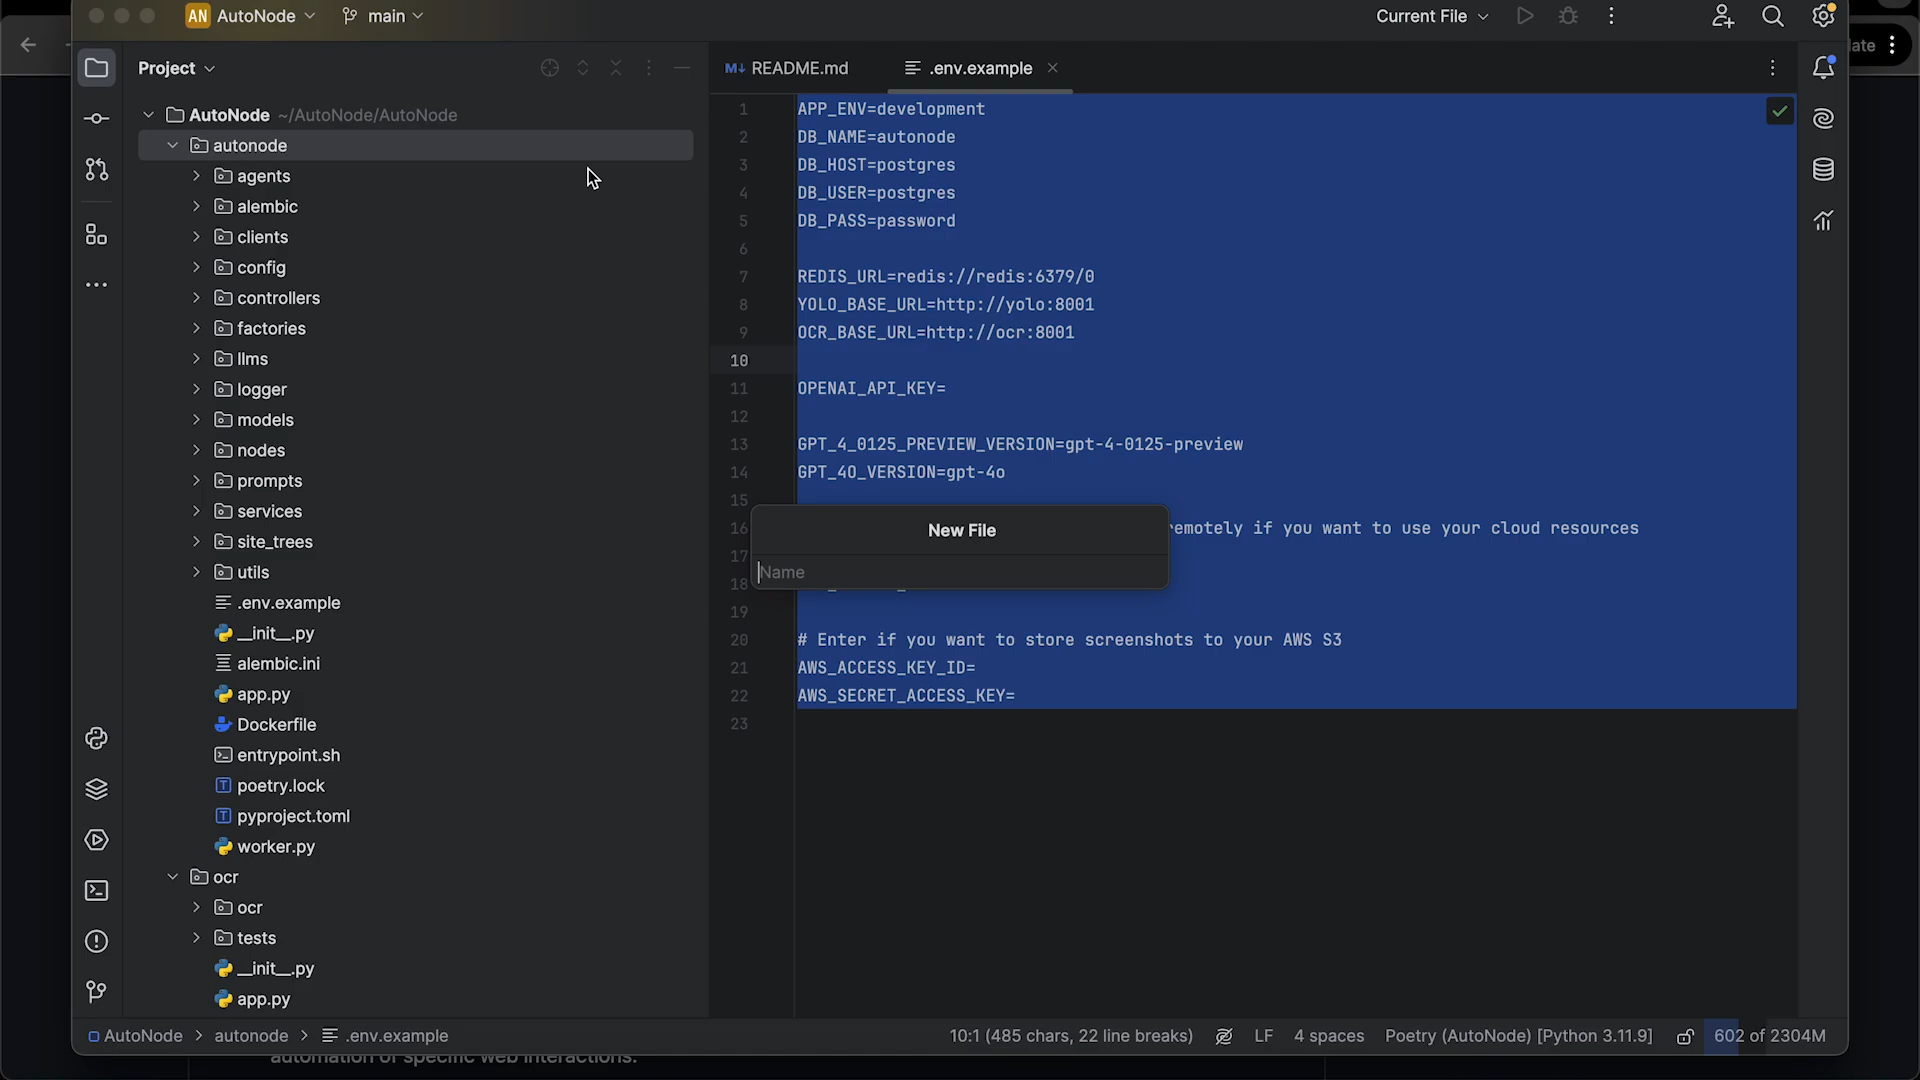 AN AutoNode main Current File
late
Project
README.md
.env.example
AutoNode ~/AutoNode/AutoNode
autonode
agents
alembic
clients
config
controllers
factories
llms
logger
models
nodes
prompts
services
site_trees
utils
.env.example
__init__.py
alembic.ini
app.py
Dockerfile
entrypoint.sh
poetry.lock
pyproject.toml
worker.py
ocr
ocr
tests
__init__.py
app.py
1 APP_ENV=development
2 DB_NAME=autonode
3 DB_HOST=postgres
4 DB_USER=postgres
5 DB_PASS=password
6
7 REDIS_URL=redis://redis:6379/0
8 YOLO_BASE_URL=http://yolo:8001
9 OCR_BASE_URL=http://ocr:8001
10
11 OPENAI_API_KEY=
12
13 GPT_4_0125_PREVIEW_VERSION=gpt-4-0125-preview
14 GPT_4O_VERSION=gpt-4o
15
16 remotely if you want to use your cloud resources
17
18
19
20 # Enter if you want to store screenshots to your AWS S3
21 AWS_ACCESS_KEY_ID=
22 AWS_SECRET_ACCESS_KEY=
23
New File
Name
AutoNode > autonode > .env.example
10:1 (485 chars, 22 line breaks) LF 4 spaces Poetry (AutoNode) [Python 3.11.9] 602 of 2304M
automation of specific web interactions.